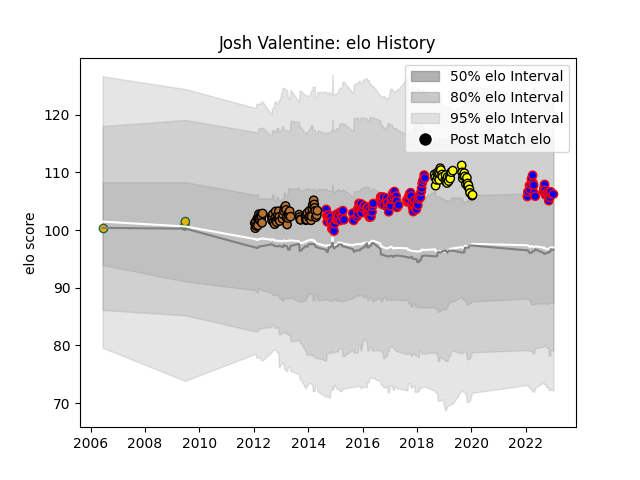 Josh Valentine: elo History
50% elo Interval
80% elo Interval
95% elo Interval
Post Match elo
elo score
120
110
100
90
80
70
2006 2008 2010 2012 2014 2016 2018 2020 2022